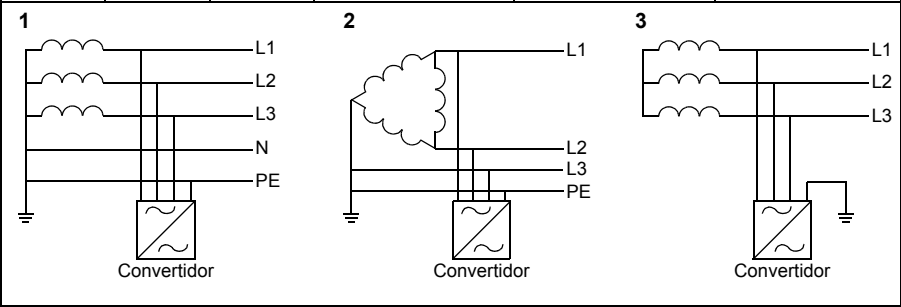 1
L1
L2
L3
N
PE
Convertidor
2
L1
L2
L3
PE
Convertidor
3
L1
L2
L3
Convertidor